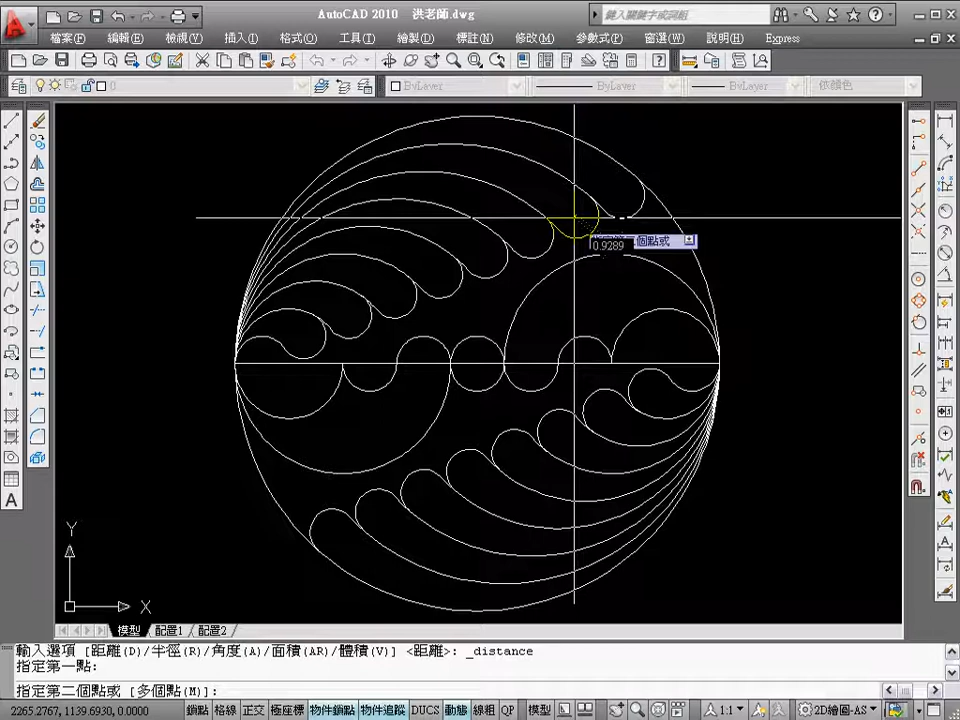 AutoCAD 2010 洪老師.dwg
鍵入關鍵字或詞組
檔案(F) 編輯(E) 檢視(V) 插入(I) 格式(O) 工具(T) 繪製(D) 標註(N) 修改(M) 參數式(P) 視窗(W) 說明(H) Express
0 ByLayer ByLayer ByLayer 依顏色
個點或
0.9289
Y
X
模型 配置1 配置2
輸入選項 [距離(D)/半徑(R)/角度(A)/面積(AR)/體積(V)] <距離>: _distance
指定第一點:
指定第二個點或 [多個點(M)]:
2265.2767, 1139.6930, 0.0000 鎖點 格線 正交 極座標 物件鎖點 物件追蹤 DUCS 動態 線粗 QP 模型 1:1 2D繪圖-AS